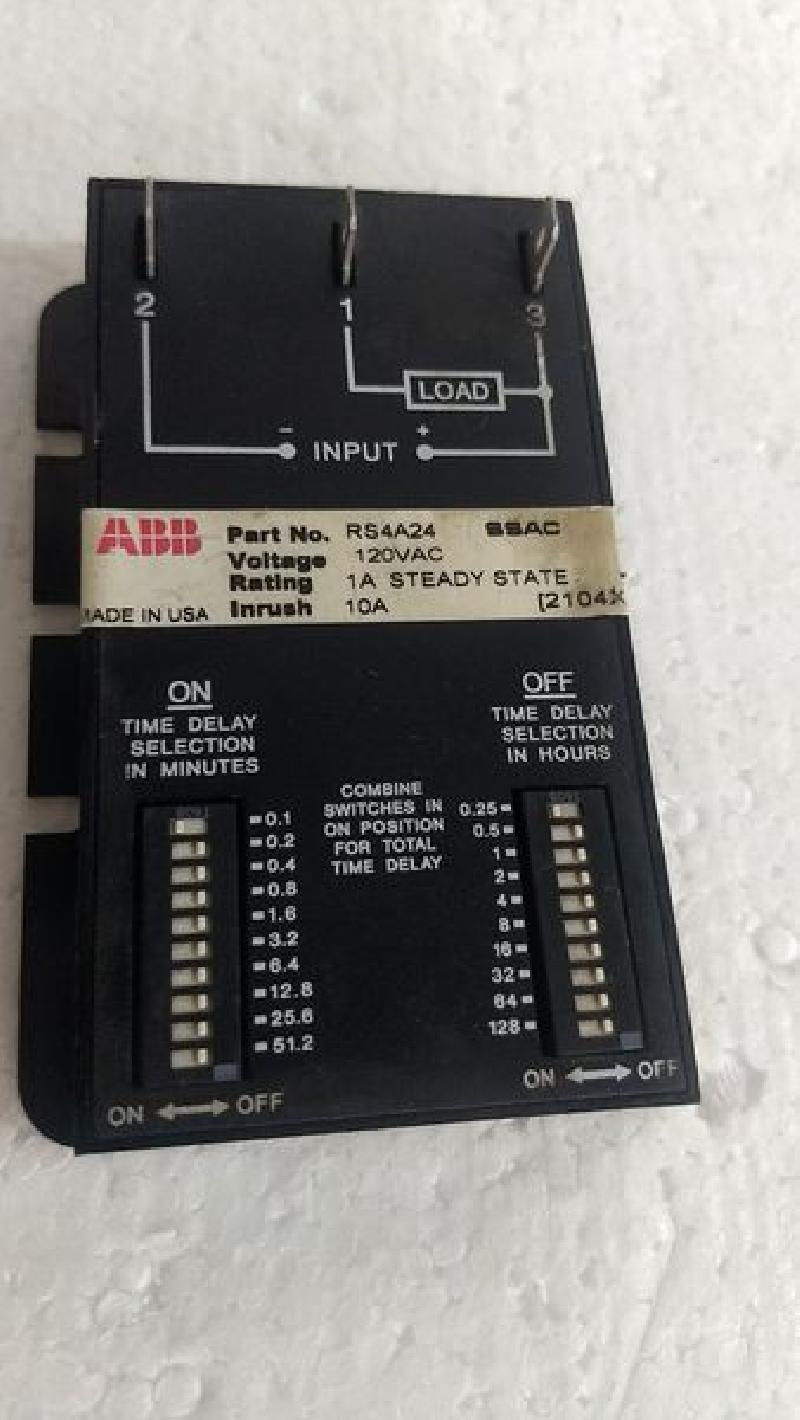 2 1 3
LOAD
- INPUT +
ABB
Part No. RS4A24 SSAC
Voltage 120VAC
Rating 1A STEADY STATE
MADE IN USA Inrush 10A
ON
TIME DELAY
SELECTION
IN MINUTES
OFF
TIME DELAY
SELECTION
IN HOURS
COMBINE
SWITCHES IN
ON POSITION
FOR TOTAL
TIME DELAY
0.1
0.2
0.4
0.8
1.6
3.2
6.4
12.8
25.6
51.2
0.25
0.5
1
2
4
8
16
32
64
128
ON OFF
ON OFF